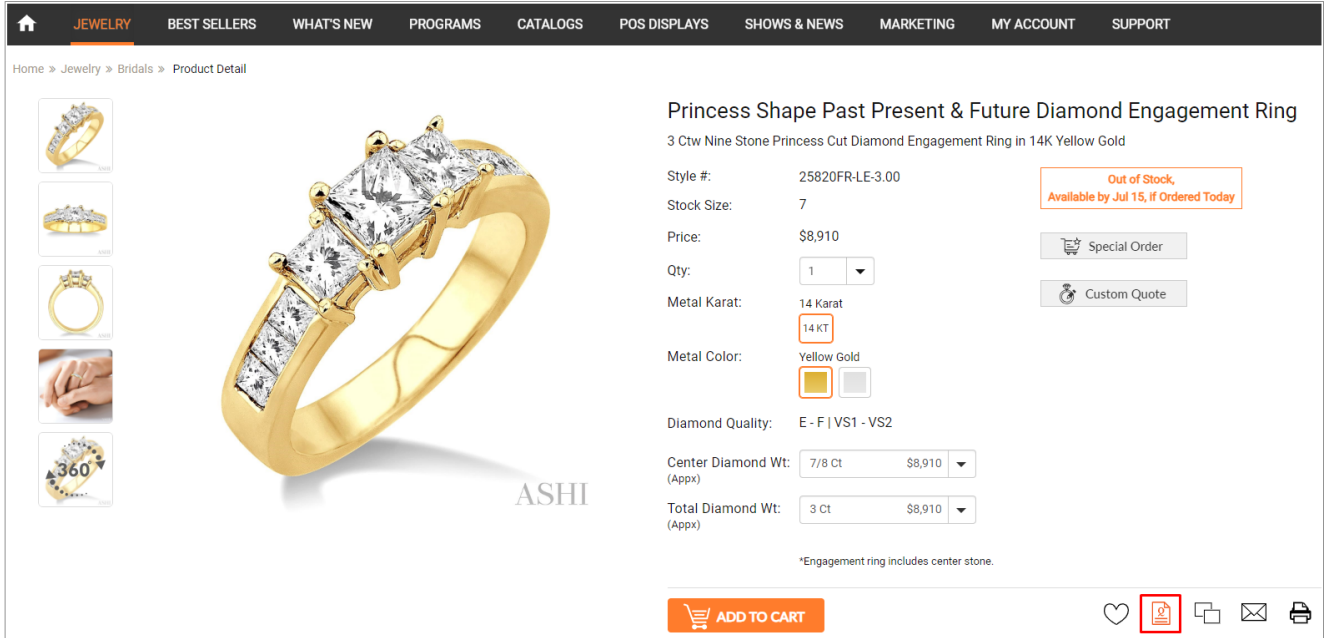 JEWELRY BEST SELLERS WHAT'S NEW PROGRAMS CATALOGS POS DISPLAYS SHOWS & NEWS MARKETING MY ACCOUNT SUPPORT
Home » Jewelry » Bridals » Product Detail
Princess Shape Past Present & Future Diamond Engagement Ring
3 Ctw Nine Stone Princess Cut Diamond Engagement Ring in 14K Yellow Gold
Style #: 25820FR-LE-3.00
Out of Stock,
Available by Jul 15, if Ordered Today
Stock Size: 7
Price: $8,910
Special Order
Qty: 1
Custom Quote
Metal Karat: 14 Karat
14 KT
Metal Color: Yellow Gold
Diamond Quality: E - F | VS1 - VS2
Center Diamond Wt: 7/8 Ct $8,910
(Appx)
Total Diamond Wt: 3 Ct $8,910
(Appx)
*Engagement ring includes center stone.
ADD TO CART
ASHI
ASHI
ASHI
360°
ASHI
ASHI